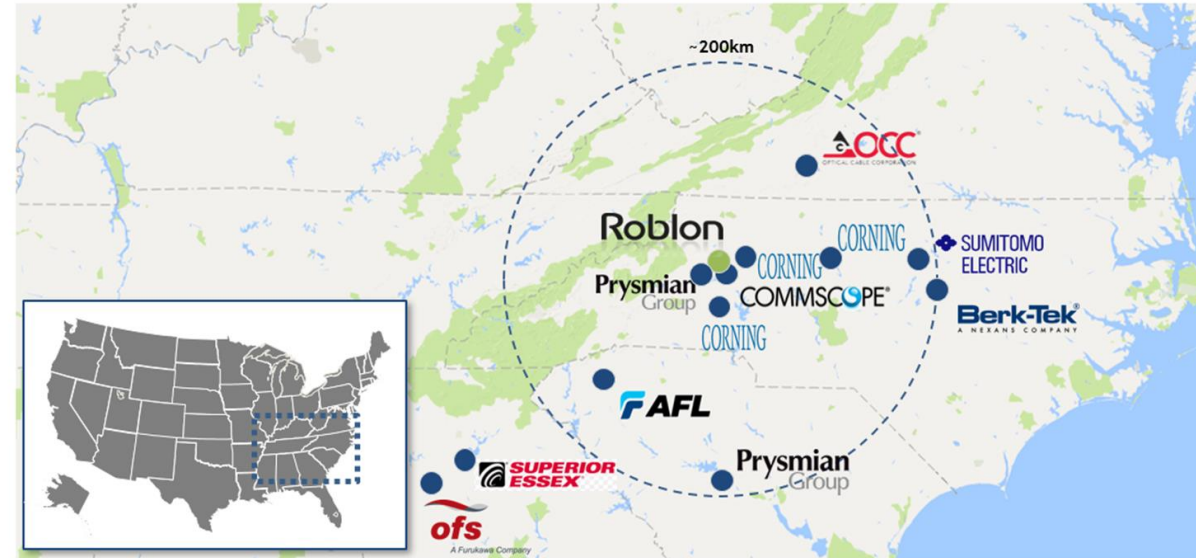 ~200km
OCC
OPTICAL CABLE CORPORATION
Roblon
CORNING
SUMITOMO
ELECTRIC
CORNING
Prysmian
Group
COMMSCOPE®
Berk-Tek®
A NEXANS COMPANY
CORNING
AFL
Prysmian
Group
SUPERIOR
ESSEX
ofs
A Furukawa Company